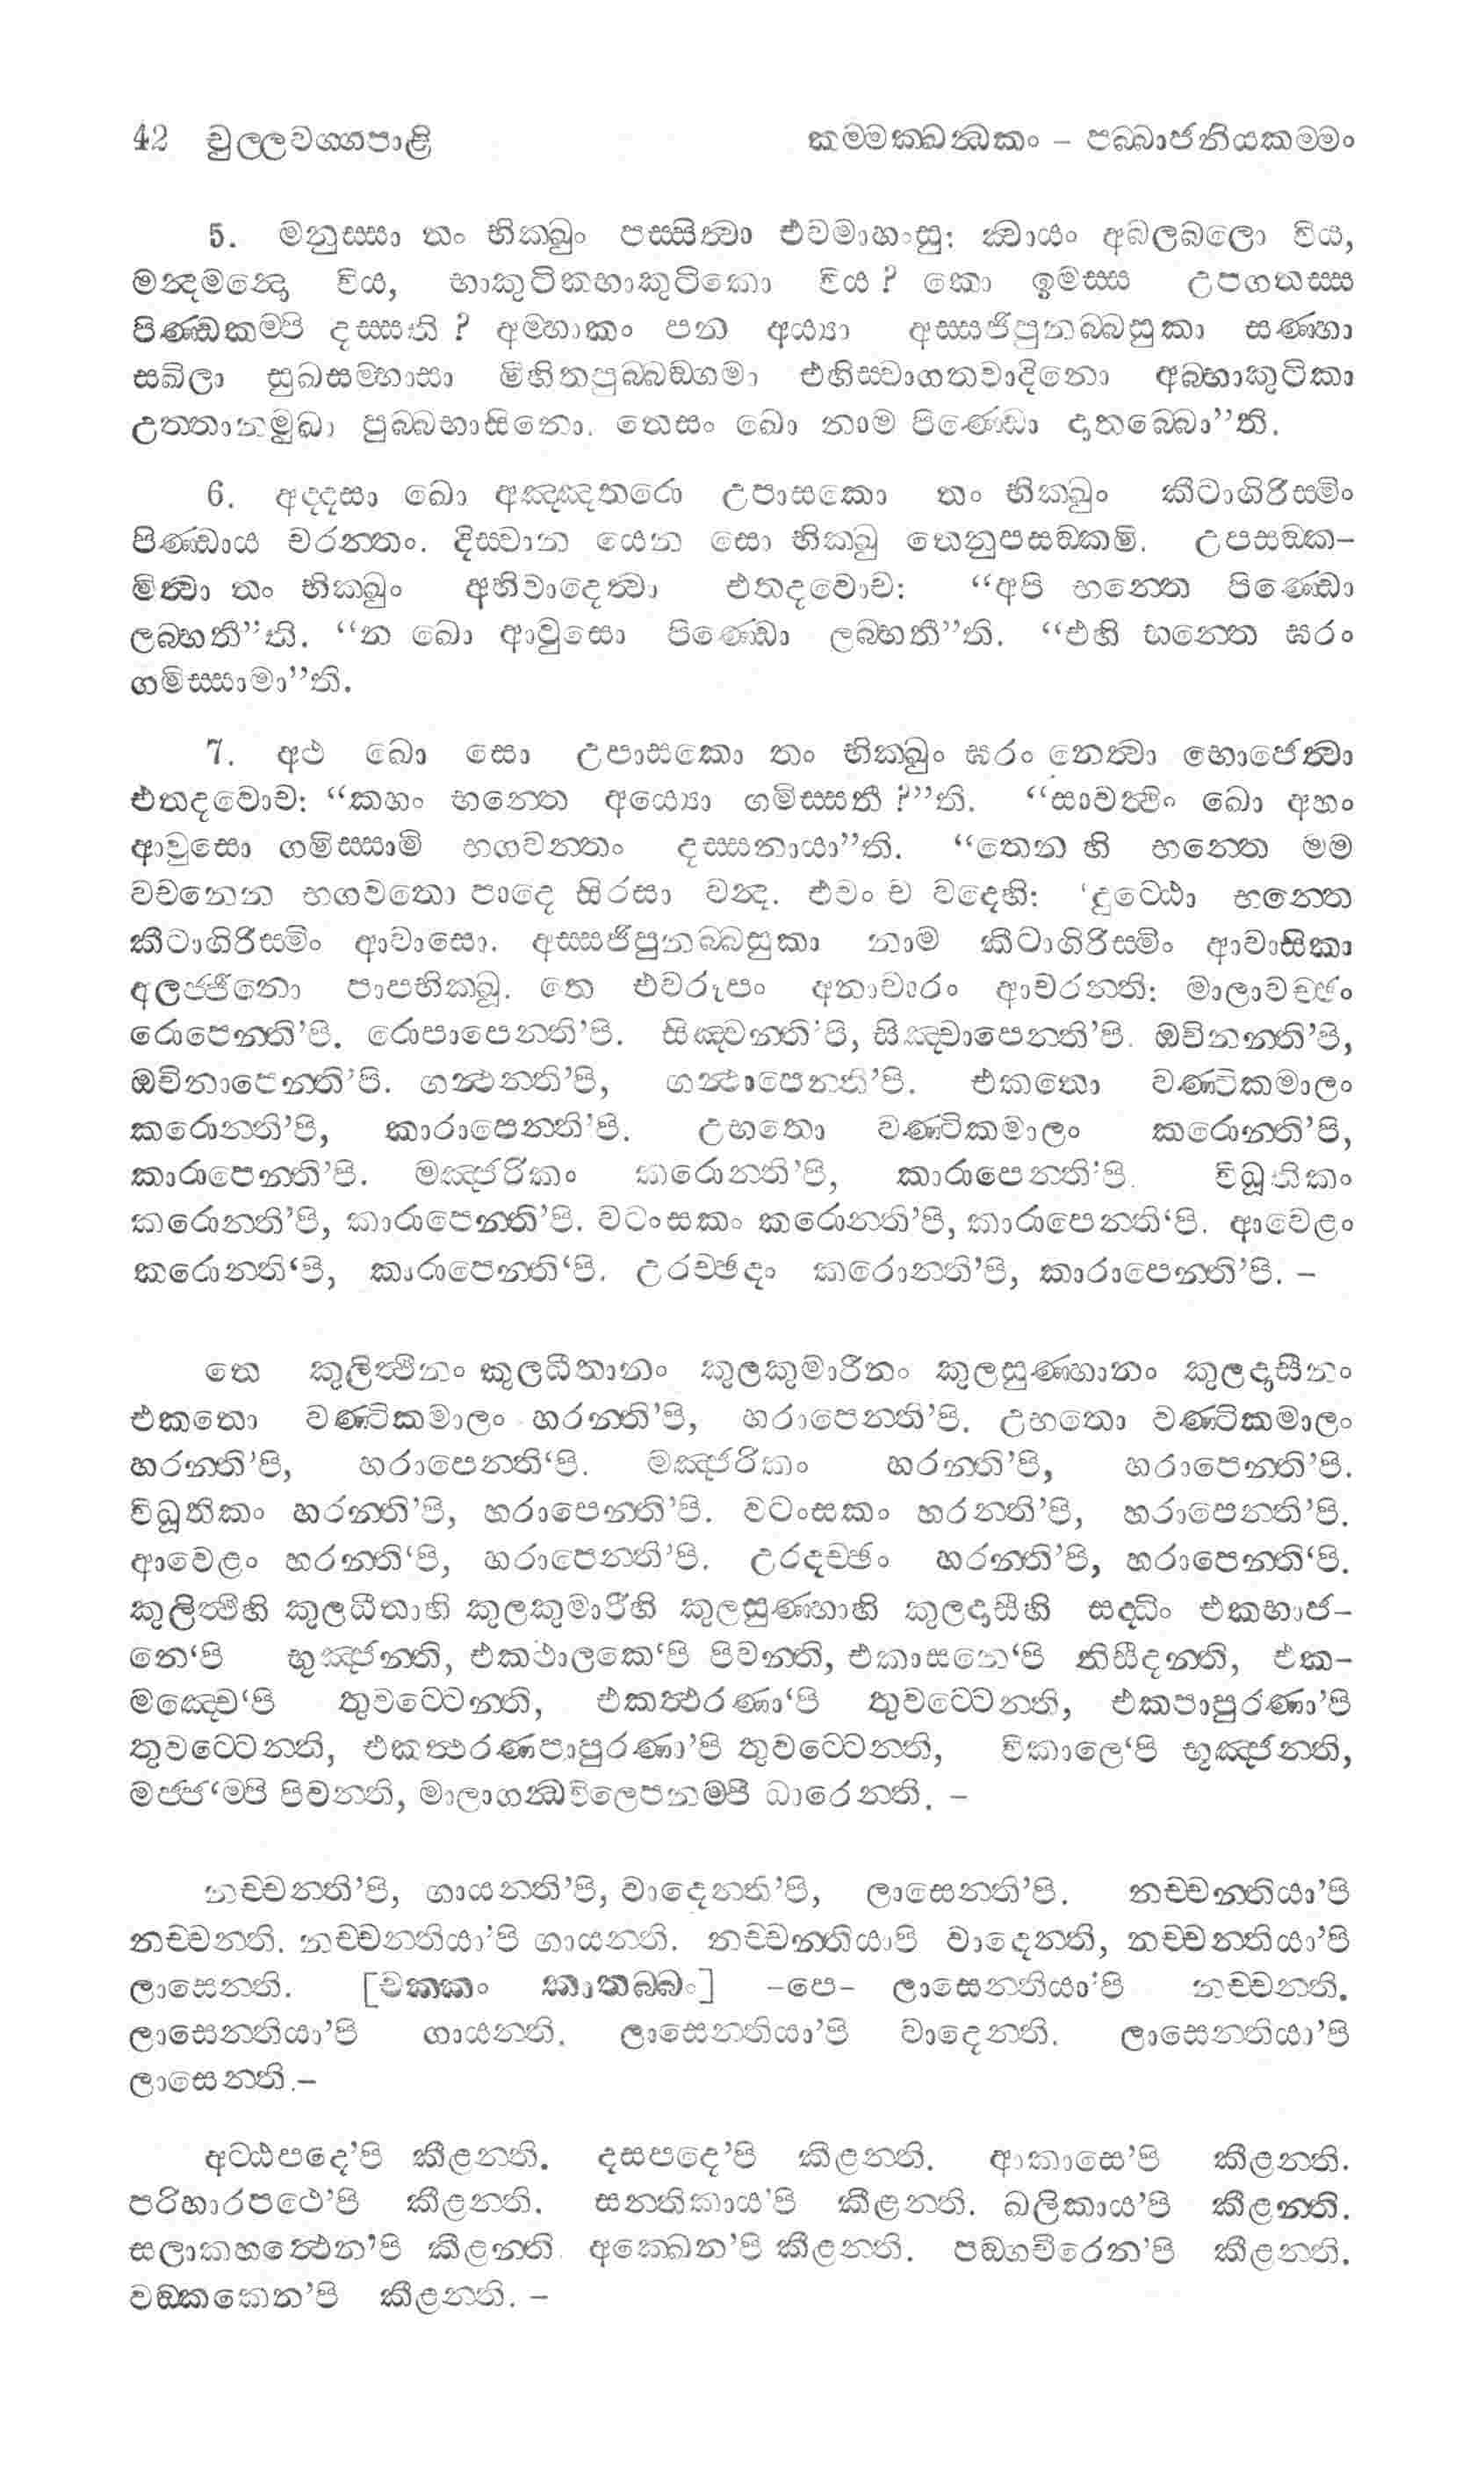 42 චුල්ලවග්ගපාළි කම්මක්ඛන්ධකං – පබ්බාජනියකම්මං
5. මනුස්සා තං භික්ඛුං පස්සිත්වා එවමාහංසු: ක්වායං අබලබලො විය,
මන්දමන්දො විය, භාකුටිකභාකුටිකො විය ? කො ඉමස්ස උපගතස්ස
පිණ්ඩකම්පි දස්සති ? අම්හාකං පන අය්‍යා අස්සජිපුනබ්බසුකා සණ්හා
සඛිලා සුඛසම්භාසා මිහිතපුබ්බඞ්ගමා එහිස්වාගතවාදිනො අබ්භාකුටිකා
උත්තානමුඛා පුබ්බභාසිනො. තෙසං ඛො නාම පිණ්ඩො දාතබ්බො”ති.
6. අද්දසා ඛො අඤ්ඤතරො උපාසකො තං භික්ඛුං කීටාගිරිස්මිං
පිණ්ඩාය චරන්තං. දිස්වාන යෙන සො භික්ඛු තෙනුපසඞ්කමි. උපසඞ්ක–
මිත්වා තං භික්ඛුං අභිවාදෙත්වා එතදවොච: “අපි භන්තෙ පිණ්ඩො
ලබ්භතී”ති. “න ඛො ආවුසො පිණ්ඩො ලබ්භතී”ති. “එහි භන්තෙ ඝරං
ගමිස්සාමා”ති.
7. අථ ඛො සො උපාසකො තං භික්ඛුං ඝරං නෙත්වා භොජෙත්වා
එතදවොච: “කහං භන්තෙ අය්‍යො ගමිස්සතී ?”ති. “සාවත්ථිං ඛො අහං
ආවුසො ගමිස්සාමි භගවන්තං දස්සනායා”ති. “තෙන හි භන්තෙ මම
වචනෙන භගවතො පාදෙ සිරසා වන්ද. එවං ච වදෙහි: ‘දුට්ඨො භන්තෙ
කීටාගිරිස්මිං ආවාසො. අස්සජිපුනබ්බසුකා නාම කීටාගිරිස්මිං ආවාසිකා
අලජ්ජිනො පාපභික්ඛූ. තෙ එවරූපං අනාචාරං ආචරන්ති: මාලාවච්ඡං
රොපෙන්ති’පි. රොපාපෙන්ති’පි. සිඤ්චන්ති’පි, සිඤ්චාපෙන්ති’පි. ඔචිනන්ති’පි,
ඔචිනාපෙන්ති’පි. ගන්ථන්ති’පි, ගන්ථාපෙන්ති’පි. එකතො වණ්ටිකමාලං
කරොන්ති’පි, කාරාපෙන්ති’පි. උභතො වණ්ටිකමාලං කරොන්ති’පි,
කාරාපෙන්ති’පි. මඤ්ජරිකං කරොන්ති’පි, කාරාපෙන්ති’පි. විධූතිකං
කරොන්ති’පි, කාරාපෙන්ති’පි. වටංසකං කරොන්ති’පි, කාරාපෙන්ති‘පි. ආවෙළං
කරොන්ති‘පි, කාරාපෙන්ති‘පි. උරච්ඡදං කරොන්ති’පි, කාරාපෙන්ති’පි. –
තෙ කුලිත්ථීනං කුලධීතානං කුලකුමාරීනං කුලසුණ්හානං කුලදාසීනං
එකතො වණ්ටිකමාලං හරන්ති’පි, හරාපෙන්ති’පි. උභතො වණ්ටිකමාලං
හරන්ති’පි, හරාපෙන්ති‘පි. මඤ්ජරිකං හරන්ති’පි, හරාපෙන්ති’පි.
විධූතිකං හරන්ති’පි, හරාපෙන්ති’පි. වටංසකං හරන්ති’පි, හරාපෙන්ති’පි.
ආවෙළං හරන්ති‘පි, හරාපෙන්ති’පි. උරදච්ඡං හරන්ති’පි, හරාපෙන්ති‘පි.
කුලිත්ථීහි කුලධීතාහි කුලකුමාරීහි කුලසුණ්හාහි කුලදාසීහි සද්ධිං එකභාජ–
නෙ‘පි භුඤ්ජන්ති, එකථාලකෙ‘පි පිවන්ති, එකාසනෙ‘පි නිසීදන්ති, එක–
මඤ්චෙ‘පි තුවට්ටෙන්ති, එකත්ථරණා‘පි තුවට්ටෙන්ති, එකපාපුරණා’පි
තුවට්ටෙන්ති, එකත්ථරණපාපුරණා’පි තුවට්ටෙන්ති, විකාලෙ‘පි භුඤ්ජන්ති,
මජ්ජ‘ම්පි පිවන්ති, මාලාගන්ධවිලෙපනම්පි ධාරෙන්ති. –
නච්චන්ති’පි, ගායන්ති’පි, වාදෙන්ති’පි, ලාසෙන්ති’පි. නච්චන්තියා’පි
නච්චන්ති. නච්චන්තියා’පි ගායන්ති. නච්චන්තියාපි වාදෙන්ති, නච්චන්තියා’පි
ලාසෙන්ති. [චක්කං කාතබ්බං] –පෙ– ලාසෙන්තියා’පි නච්චන්ති.
ලාසෙන්තියා’පි ගායන්ති. ලාසෙන්තියා’පි වාදෙන්ති. ලාසෙන්තියා’පි
ලාසෙන්ති.–
අට්ඨපදෙ’පි කීළන්ති. දසපදෙ’පි කීළන්ති. ආකාසෙ’පි කීළන්ති.
පරිහාරපථෙ’පි කීළන්ති. සන්තිකාය’පි කීළන්ති. ඛලිකාය’පි කීළන්ති.
සලාකහත්ථෙන’පි කීළන්ති. අක්ඛෙන’පි කීළන්ති. පඞ්ගචීරෙන’පි කීළන්ති.
වඞ්කකෙන’පි කීළන්ති. –